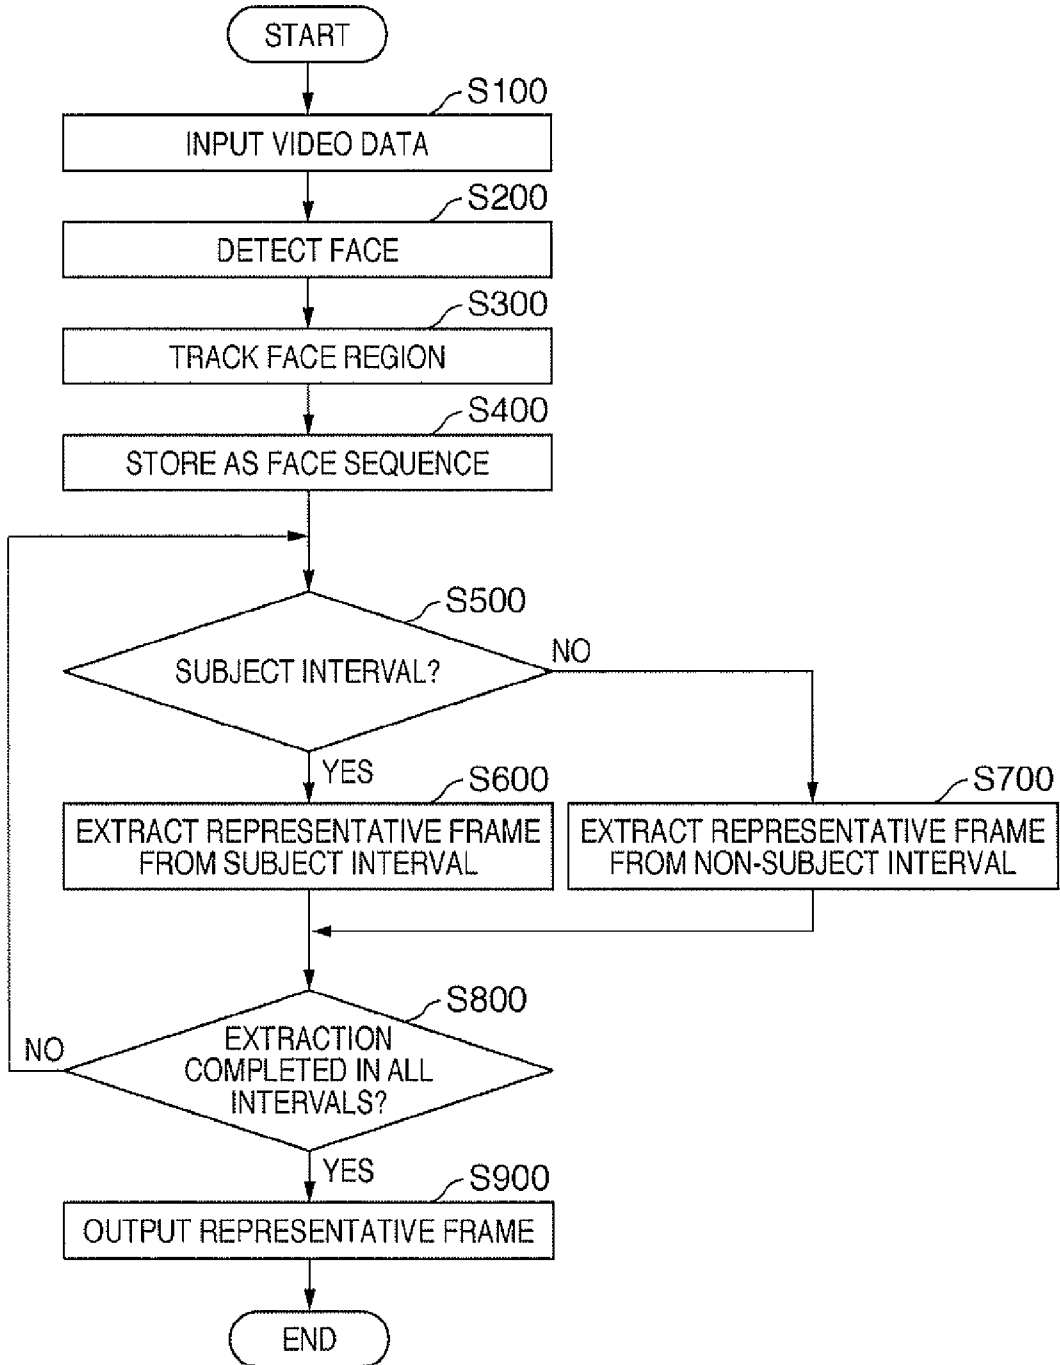 START
S100
INPUT VIDEO DATA
S200
DETECT FACE
S300
TRACK FACE REGION
S400
STORE AS FACE SEQUENCE
S500
SUBJECT INTERVAL?
NO
YES
S600
EXTRACT REPRESENTATIVE FRAME
FROM SUBJECT INTERVAL
S700
EXTRACT REPRESENTATIVE FRAME
FROM NON-SUBJECT INTERVAL
S800
EXTRACTION
COMPLETED IN ALL
INTERVALS?
NO
YES
S900
OUTPUT REPRESENTATIVE FRAME
END